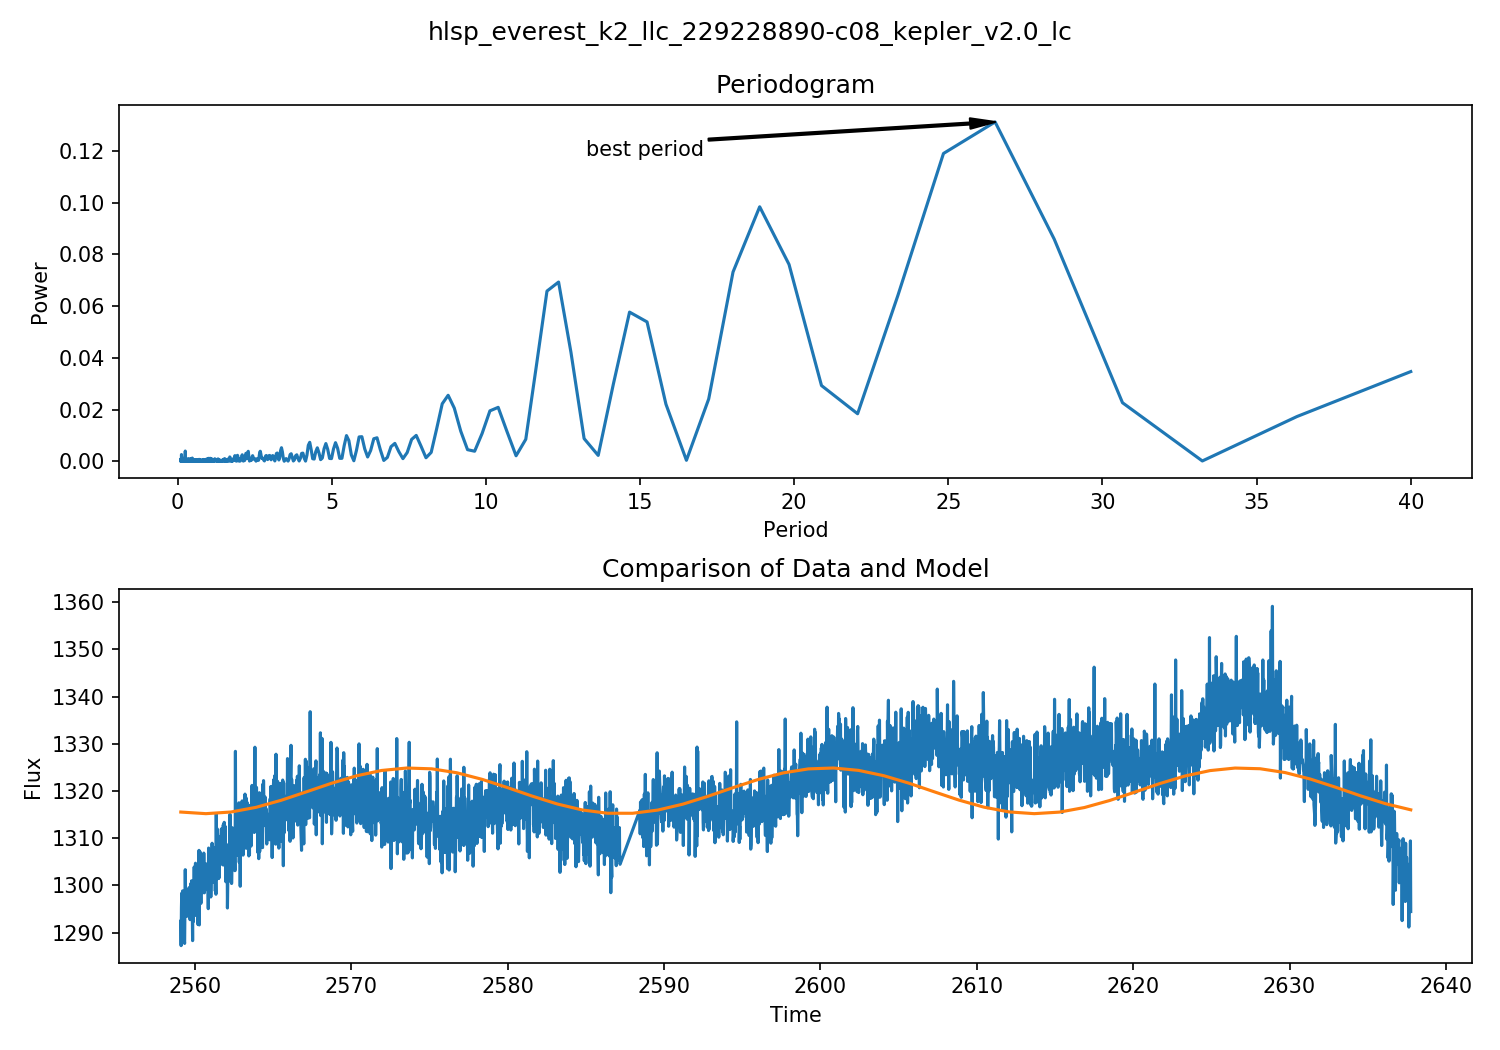 hlsp_everest_k2_llc_229228890-c08_kepler_v2.0_lc
Periodogram
best period
Power
0.12
0.10
0.08
0.06
0.04
0.02
0.00
0 5 10 15 20 25 30 35 40
Period
Comparison of Data and Model
Flux
1360
1350
1340
1330
1320
1310
1300
1290
2560 2570 2580 2590 2600 2610 2620 2630 2640
Time